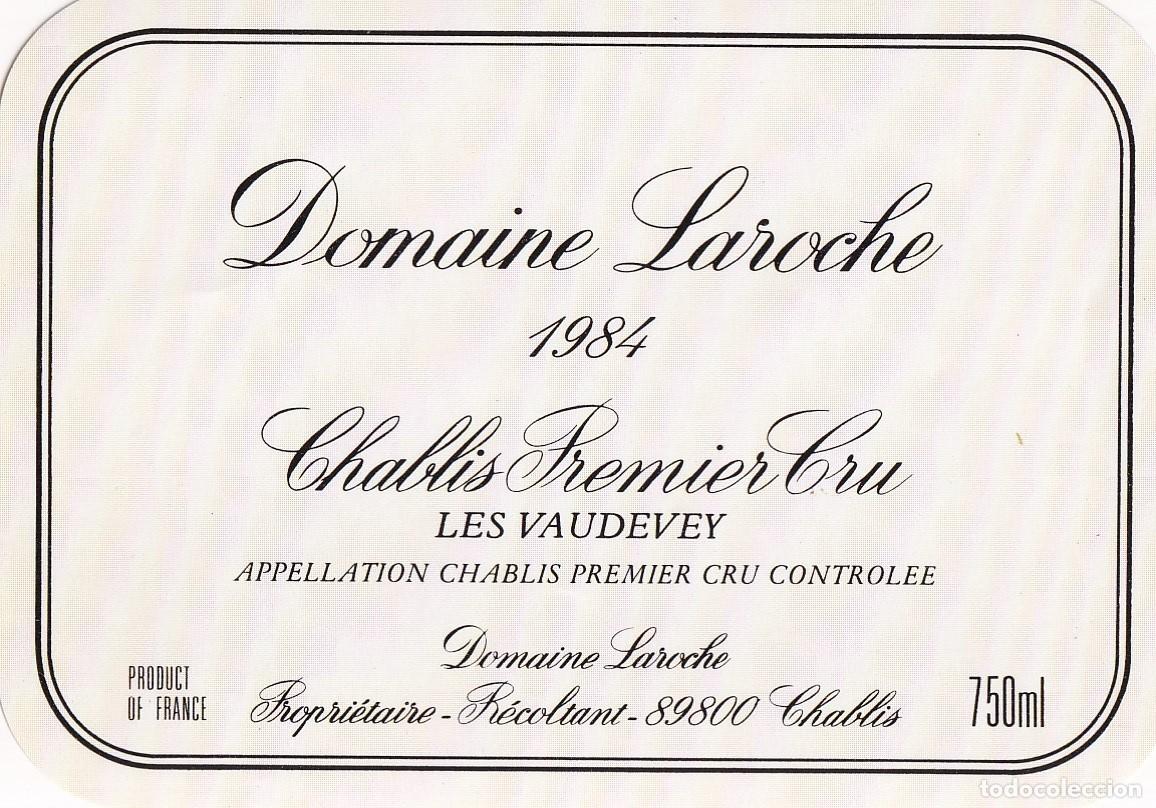 Domaine Laroche
1984
Chablis Premier Cru
LES VAUDEVEY
APPELLATION CHABLIS PREMIER CRU CONTROLEE
Domaine Laroche
Propriétaire - Récoltant - 89800 Chablis
PRODUCT
OF FRANCE
750ml
todocoleccion